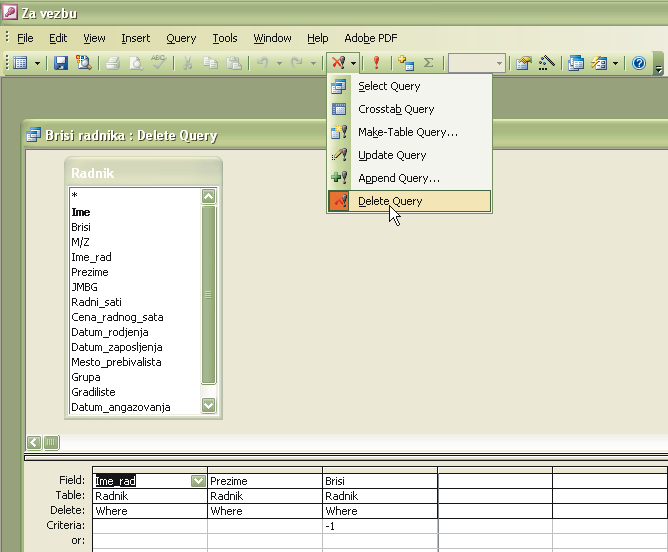 Za vezbu
File Edit View Insert Query Tools Window Help Adobe PDF
Select Query
Crosstab Query
Make-Table Query...
Update Query
Append Query...
Delete Query
Brisi radnika : Delete Query
Radnik
*
Ime
Brisi
M/Z
Ime_rad
Prezime
JMBG
Radni_sati
Cena_radnog_sata
Datum_rodjenja
Datum_zaposljenja
Mesto_prebivalista
Grupa
Gradiliste
Datum_angazovanja
Field: Ime_rad Prezime Brisi
Table: Radnik Radnik Radnik
Delete: Where Where Where
Criteria: -1
or: